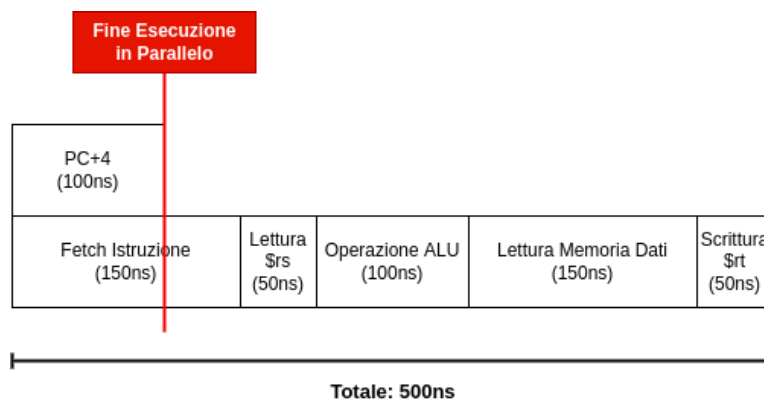 Fine Esecuzione
in Parallelo
PC+4
(100ns)
Fetch Istruzione
(150ns)
Lettura
$rs
(50ns)
Operazione ALU
(100ns)
Lettura Memoria Dati
(150ns)
Scrittura
$rt
(50ns)
Totale: 500ns